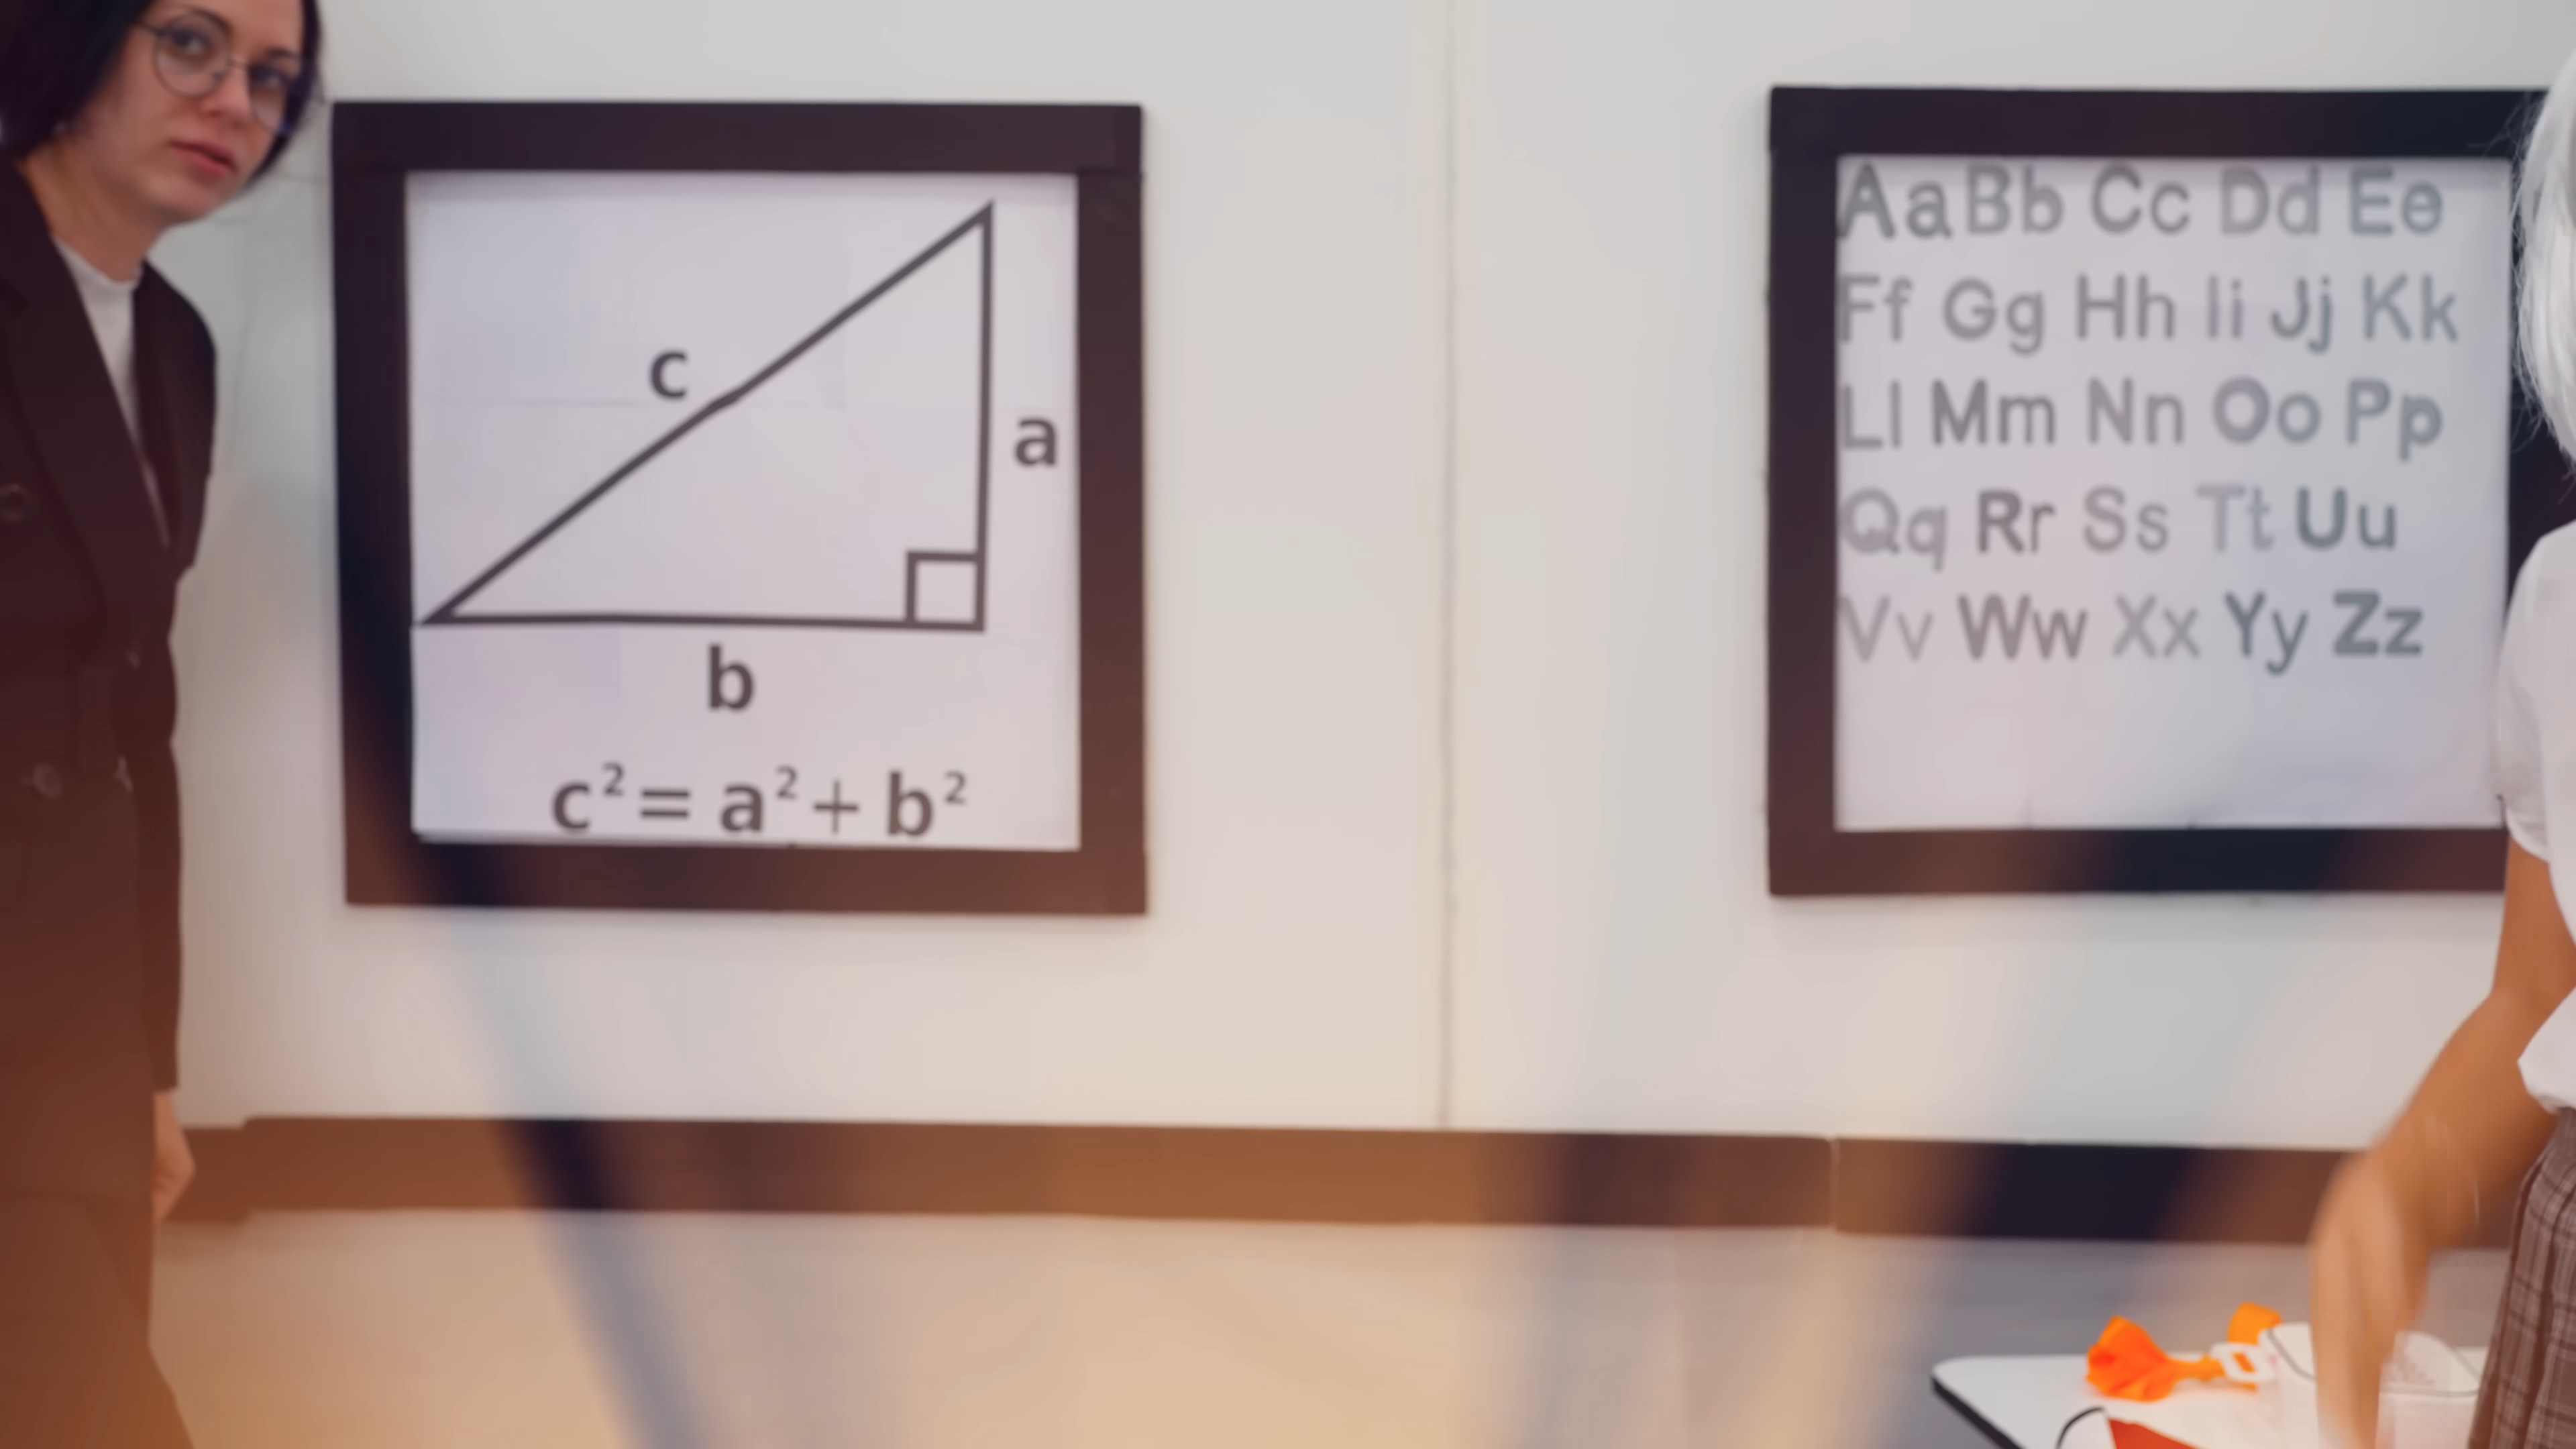 c
a
b
c²= a²+ b²
Aa Bb Cc Dd Ee
Ff Gg Hh Ii Jj Kk
Ll Mm Nn Oo Pp
Qq Rr Ss Tt Uu
Vv Ww Xx Yy Zz